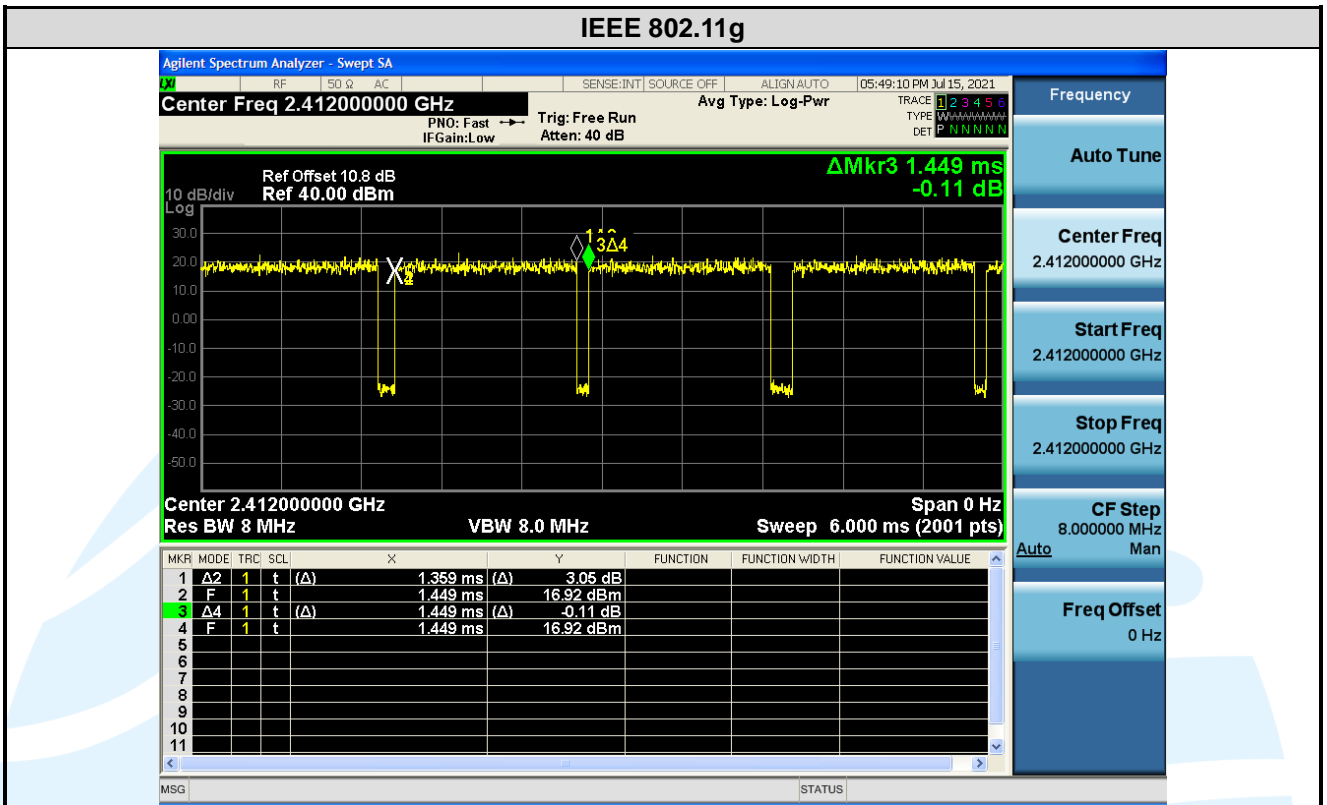 IEEE 802.11g
Agilent Spectrum Analyzer - Swept SA
LXI RF 50 Ω AC SENSE:INT SOURCE OFF ALIGN AUTO 05:49:10 PM Jul 15, 2021
Center Freq 2.412000000 GHz
PNO: Fast
IFGain:Low
Trig: Free Run
Atten: 40 dB
Avg Type: Log-Pwr
TRACE 1 2 3 4 5 6
TYPE
DET P N N N N N
Ref Offset 10.8 dB
10 dB/div Ref 40.00 dBm
Log
ΔMkr3 1.449 ms
-0.11 dB
30.0
20.0
10.0
0.00
-10.0
-20.0
-30.0
-40.0
-50.0
3Δ4
X
Center 2.412000000 GHz Span 0 Hz
Res BW 8 MHz VBW 8.0 MHz Sweep 6.000 ms (2001 pts)
MKR MODE TRC SCL X Y FUNCTION FUNCTION WIDTH FUNCTION VALUE
1 Δ2 1 t (Δ) 1.359 ms (Δ) 3.05 dB
2 F 1 t 1.449 ms 16.92 dBm
3 Δ4 1 t (Δ) 1.449 ms (Δ) -0.11 dB
4 F 1 t 1.449 ms 16.92 dBm
5
6
7
8
9
10
11
MSG STATUS
Frequency
Auto Tune
Center Freq
2.412000000 GHz
Start Freq
2.412000000 GHz
Stop Freq
2.412000000 GHz
CF Step
8.000000 MHz
Auto Man
Freq Offset
0 Hz